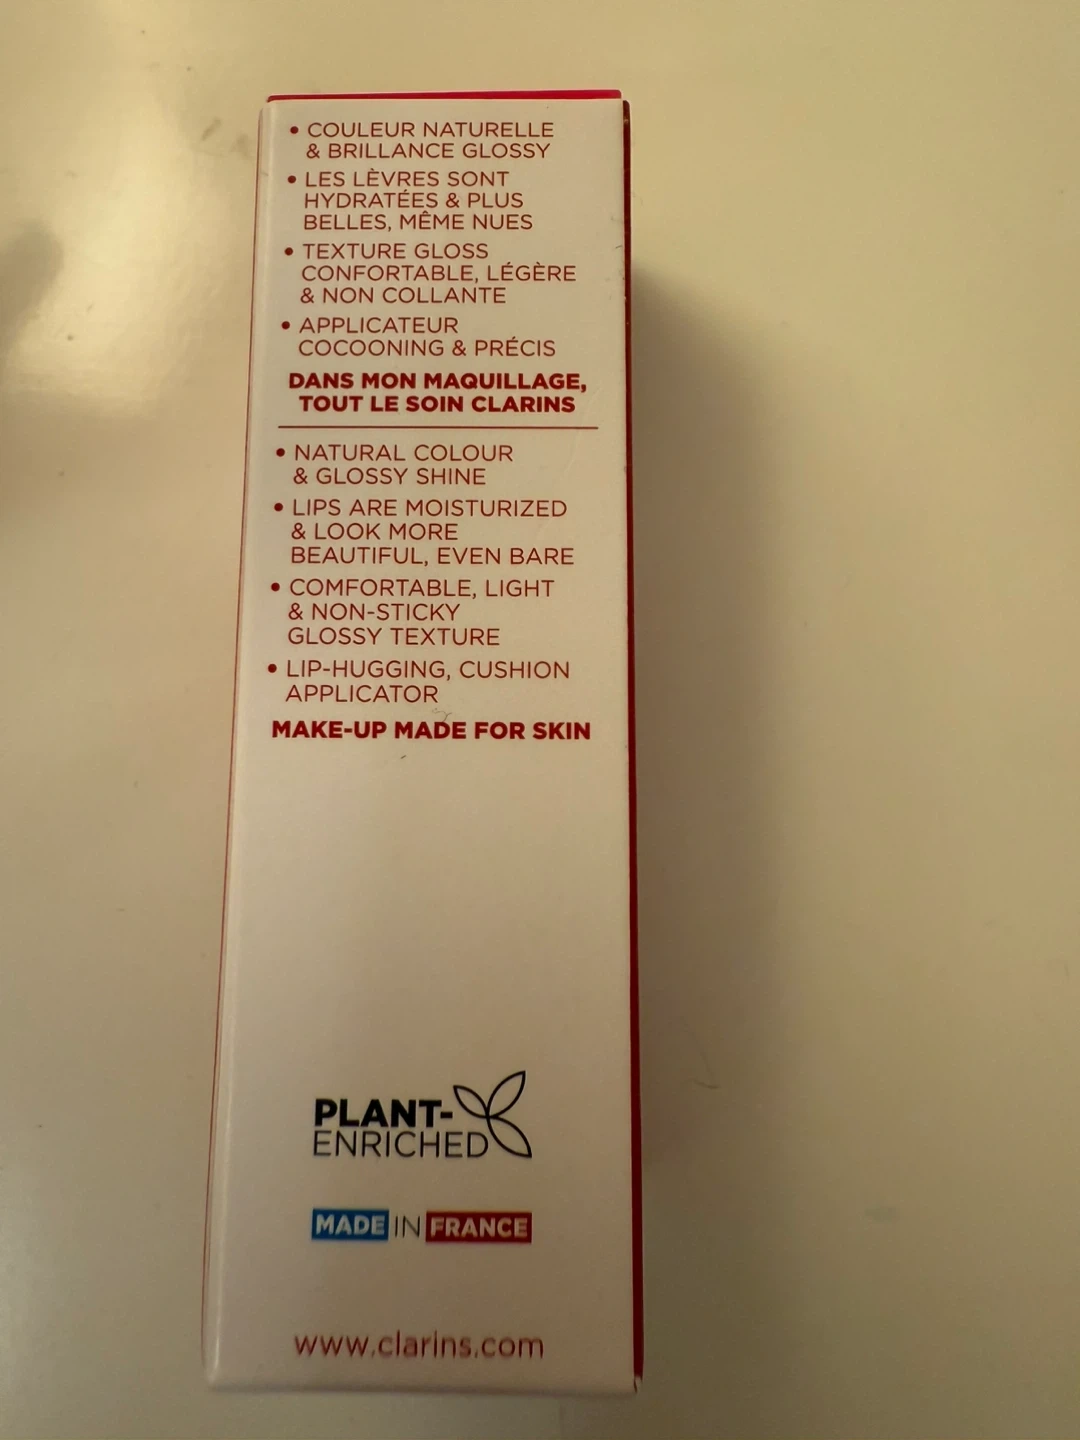 • COULEUR NATURELLE
& BRILLANCE GLOSSY
• LES LÈVRES SONT
HYDRATÉES & PLUS
BELLES, MÊME NUES
• TEXTURE GLOSS
CONFORTABLE, LÉGÈRE
& NON COLLANTE
• APPLICATEUR
COCOONING & PRÉCIS
DANS MON MAQUILLAGE,
TOUT LE SOIN CLARINS
• NATURAL COLOUR
& GLOSSY SHINE
• LIPS ARE MOISTURIZED
& LOOK MORE
BEAUTIFUL, EVEN BARE
• COMFORTABLE, LIGHT
& NON-STICKY
GLOSSY TEXTURE
• LIP-HUGGING, CUSHION
APPLICATOR
MAKE-UP MADE FOR SKIN
PLANT-
ENRICHED
MADE IN FRANCE
www.clarins.com